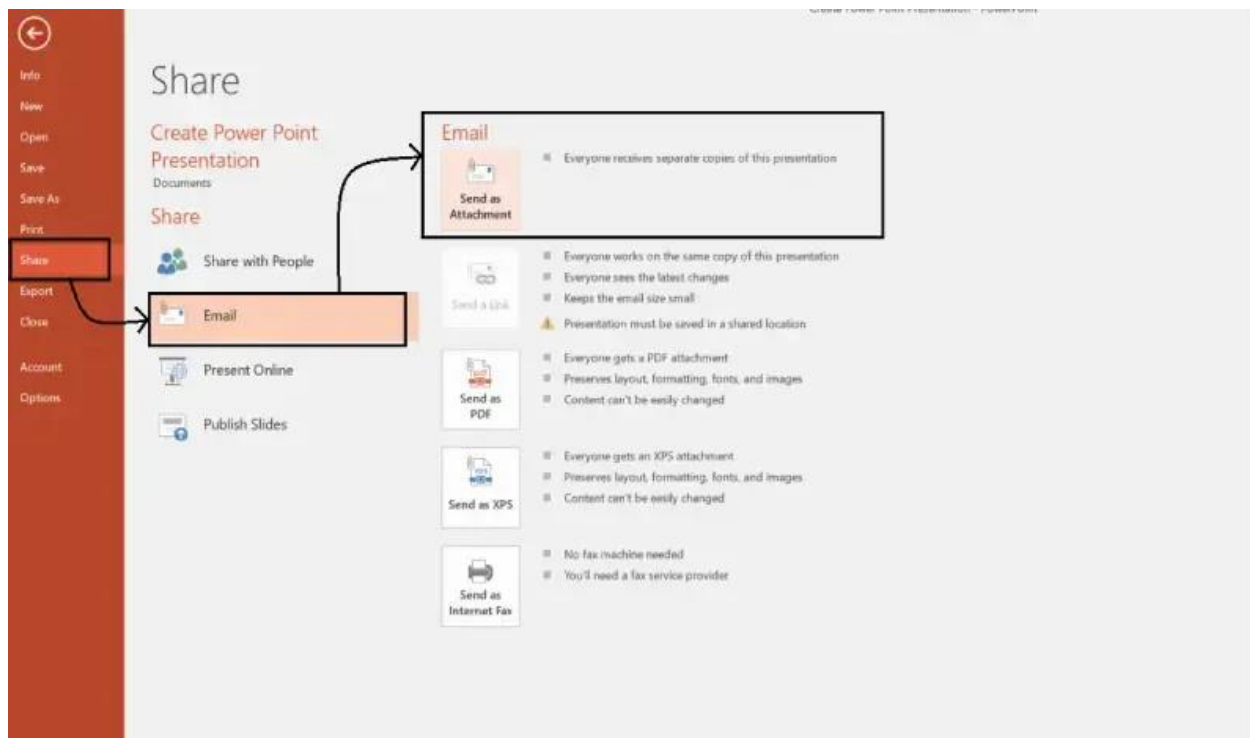 Create Power Point Presentation - PowerPoint
Info
New
Open
Save
Save As
Print
Share
Export
Close
Account
Options
Share
Create Power Point
Presentation
Documents
Share
Share with People
Email
Present Online
Publish Slides
Email
Send as
Attachment
Everyone receives separate copies of this presentation
Send a Link
Everyone works on the same copy of this presentation
Everyone sees the latest changes
Keeps the email size small
Presentation must be saved in a shared location
Send as
PDF
Everyone gets a PDF attachment
Preserves layout, formatting, fonts, and images
Content can't be easily changed
Send as XPS
Everyone gets an XPS attachment
Preserves layout, formatting, fonts, and images
Content can't be easily changed
Send as
Internet Fax
No fax machine needed
You'll need a fax service provider